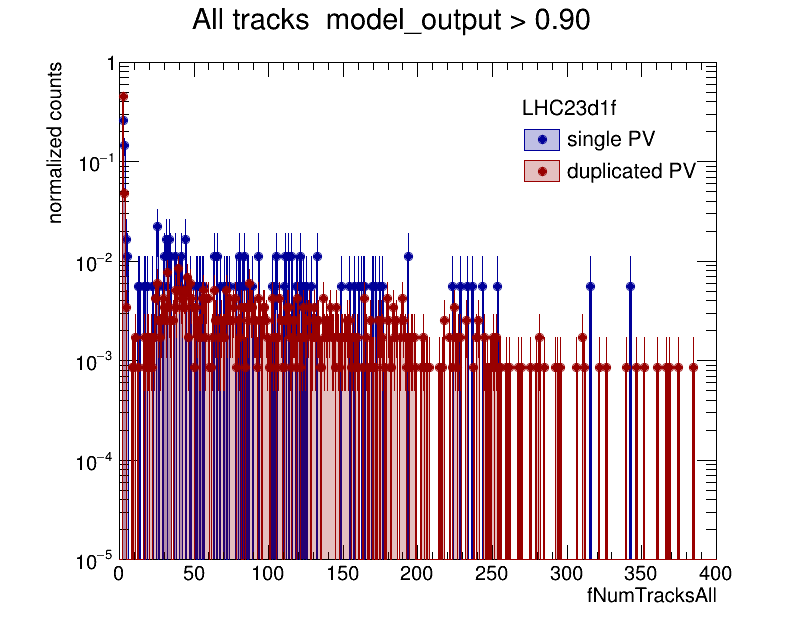 All tracks model_output > 0.90
normalized counts
1
10⁻¹
10⁻²
10⁻³
10⁻⁴
10⁻⁵
LHC23d1f
single PV
duplicated PV
0 50 100 150 200 250 300 350 400
fNumTracksAll